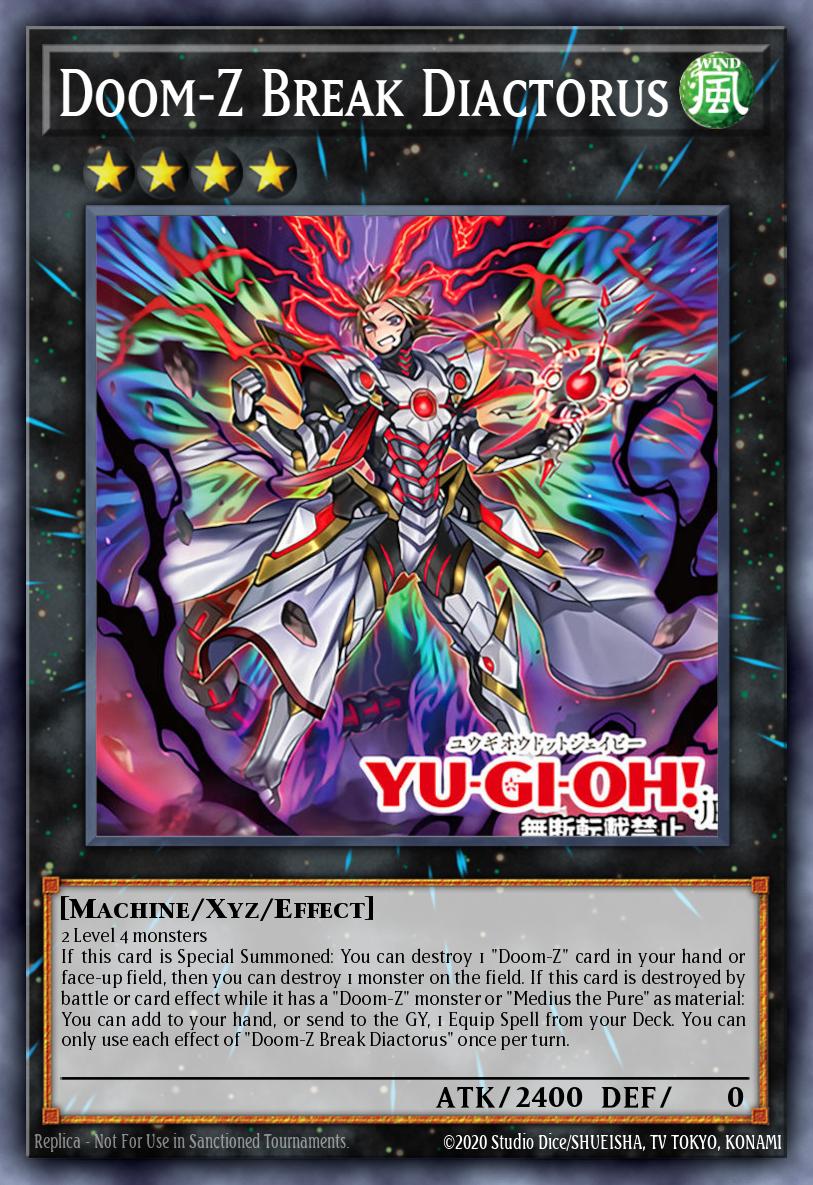 Doom-Z Break Diactorus
WIND
風
ユウギオウドットジェイピー
YU-GI-OH!
無断転載禁止
[Machine/Xyz/Effect]
2 Level 4 monsters
If this card is Special Summoned: You can destroy 1 "Doom-Z" card in your hand or
face-up field, then you can destroy 1 monster on the field. If this card is destroyed by
battle or card effect while it has a "Doom-Z" monster or "Medius the Pure" as material:
You can add to your hand, or send to the GY, 1 Equip Spell from your Deck. You can
only use each effect of "Doom-Z Break Diactorus" once per turn.
ATK/2400 DEF/ 0
Replica - Not For Use in Sanctioned Tournaments.
©2020 Studio Dice/SHUEISHA, TV TOKYO, KONAMI